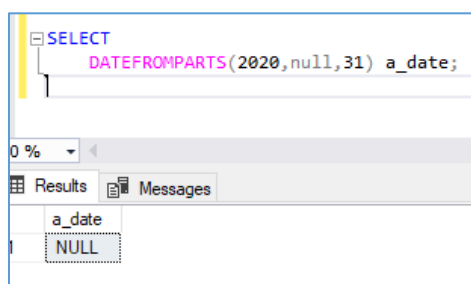 SELECT
DATEFROMPARTS(2020,null,31) a_date;
0 %
Results Messages
a_date
1 NULL